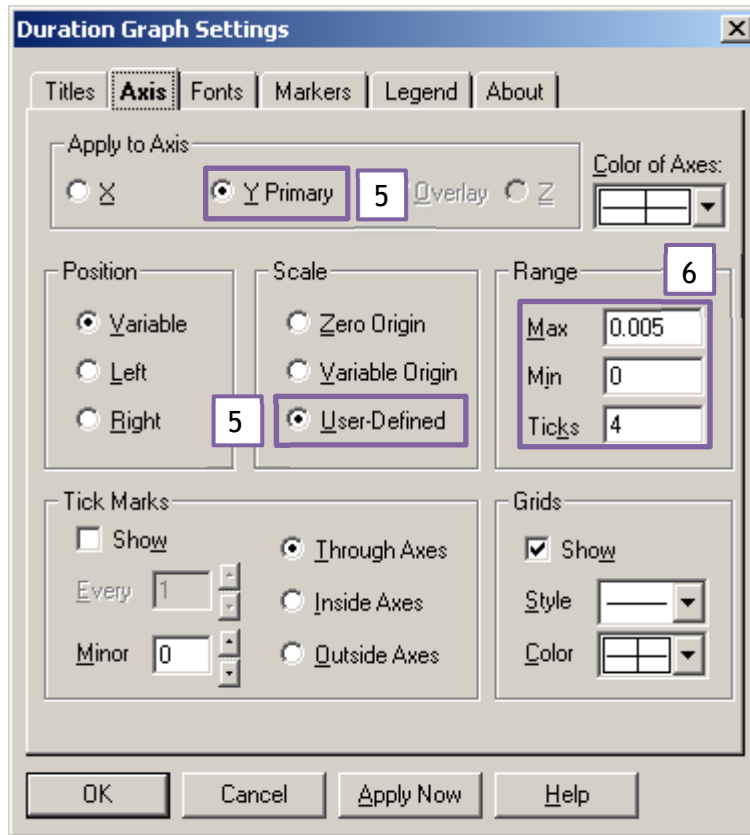 Duration Graph Settings
Titles Axis Fonts Markers Legend About
Apply to Axis
X Y Primary 5 Overlay Z
Color of Axes:
Position
Variable
Left
Right
Scale
Zero Origin
Variable Origin
5 User-Defined
Range 6
Max 0.005
Min 0
Ticks 4
Tick Marks
Show
Every 1
Minor 0
Through Axes
Inside Axes
Outside Axes
Grids
Show
Style
Color
OK Cancel Apply Now Help